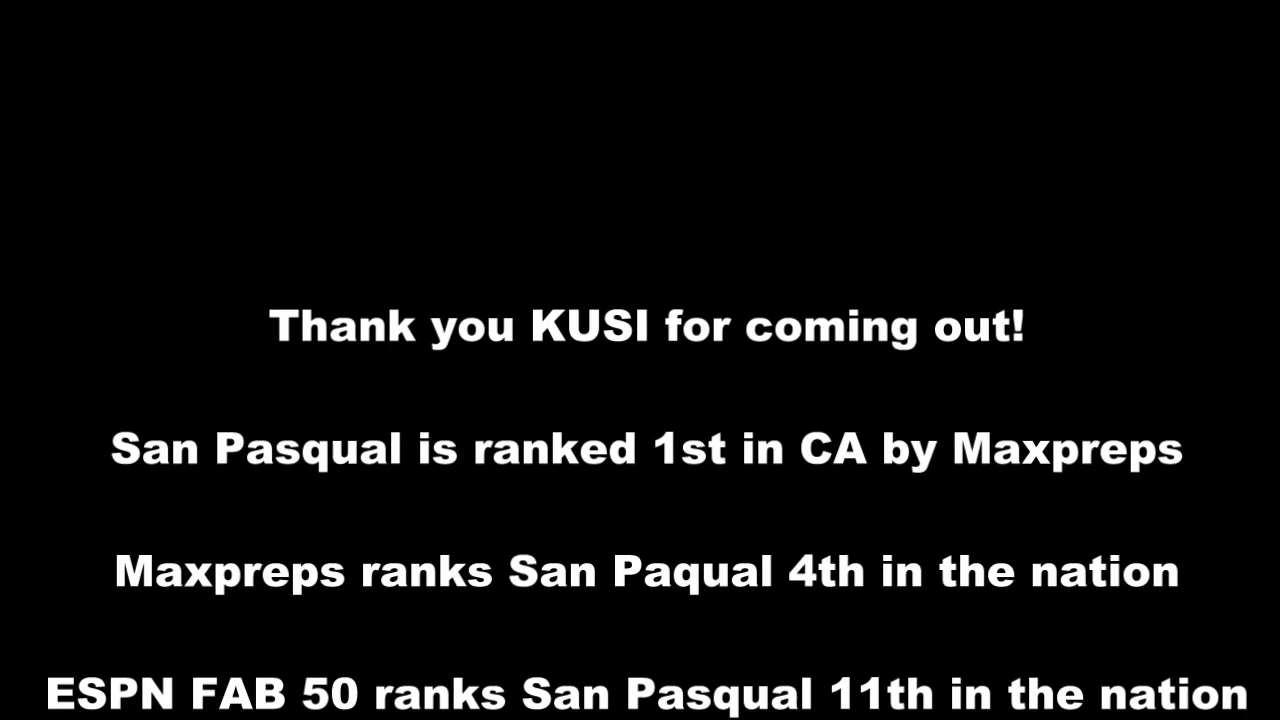 Thank you KUSI for coming out!
San Pasqual is ranked 1st in CA by Maxpreps
Maxpreps ranks San Paqual 4th in the nation
ESPN FAB 50 ranks San Pasqual 11th in the nation